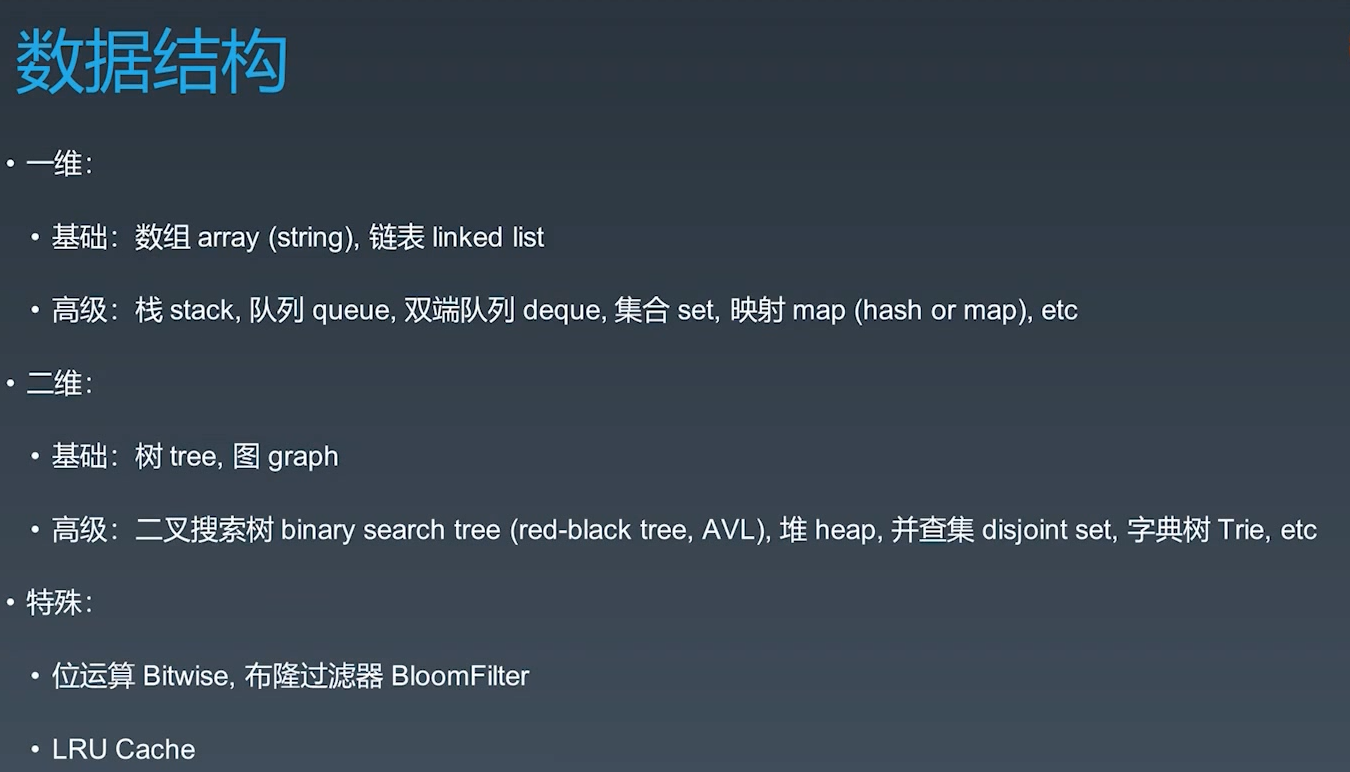 数据结构
• 一维：
• 基础：数组 array (string), 链表 linked list
• 高级：栈 stack, 队列 queue, 双端队列 deque, 集合 set, 映射 map (hash or map), etc
• 二维：
• 基础：树 tree, 图 graph
• 高级：二叉搜索树 binary search tree (red-black tree, AVL), 堆 heap, 并查集 disjoint set, 字典树 Trie, etc
• 特殊：
• 位运算 Bitwise, 布隆过滤器 BloomFilter
• LRU Cache